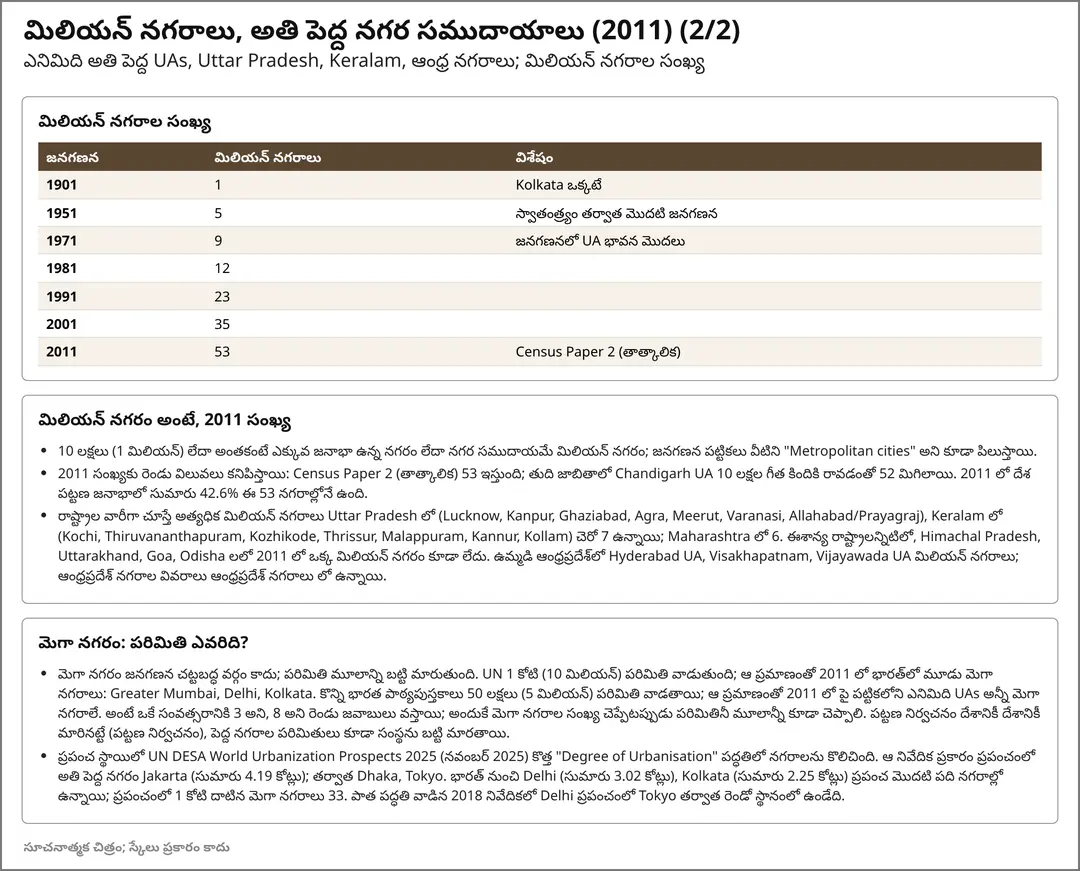 మిలియన్ నగరాలు, అతి పెద్ద నగర సముదాయాలు (2011) (2/2)
ఎనిమిది అతి పెద్ద UAs, Uttar Pradesh, Keralam, ఆంధ్ర నగరాలు; మిలియన్ నగరాల సంఖ్య
మిలియన్ నగరాల సంఖ్య
జనగణన మిలియన్ నగరాలు విశేషం
1901 1 Kolkata ఒక్కటే
1951 5 స్వాతంత్ర్యం తర్వాత మొదటి జనగణన
1971 9 జనగణనలో UA భావన మొదలు
1981 12
1991 23
2001 35
2011 53 Census Paper 2 (తాత్కాలిక)
మిలియన్ నగరం అంటే, 2011 సంఖ్య
• 10 లక్షలు (1 మిలియన్) లేదా అంతకంటే ఎక్కువ జనాభా ఉన్న నగరం లేదా నగర సముదాయమే మిలియన్ నగరం; జనగణన పట్టికలు వీటిని "Metropolitan cities" అని కూడా పిలుస్తాయి.
• 2011 సంఖ్యకు రెండు విలువలు కనిపిస్తాయి: Census Paper 2 (తాత్కాలిక) 53 ఇస్తుంది; తుది జాబితాలో Chandigarh UA 10 లక్షల గీత కిందికి రావడంతో 52 మిగిలాయి. 2011 లో దేశ
పట్టణ జనాభాలో సుమారు 42.6% ఈ 53 నగరాల్లోనే ఉంది.
• రాష్ట్రాల వారీగా చూస్తే అత్యధిక మిలియన్ నగరాలు Uttar Pradesh లో (Lucknow, Kanpur, Ghaziabad, Agra, Meerut, Varanasi, Allahabad/Prayagraj), Keralam లో
(Kochi, Thiruvananthapuram, Kozhikode, Thrissur, Malappuram, Kannur, Kollam) చెరో 7 ఉన్నాయి; Maharashtra లో 6. ఈశాన్య రాష్ట్రాలన్నిటిలో, Himachal Pradesh,
Uttarakhand, Goa, Odisha లలో 2011 లో ఒక్క మిలియన్ నగరం కూడా లేదు. ఉమ్మడి ఆంధ్రప్రదేశ్‌లో Hyderabad UA, Visakhapatnam, Vijayawada UA మిలియన్ నగరాలు;
ఆంధ్రప్రదేశ్ నగరాల వివరాలు ఆంధ్రప్రదేశ్ నగరాలు లో ఉన్నాయి.
మెగా నగరం: పరిమితి ఎవరిది?
• మెగా నగరం జనగణన చట్టబద్ధ వర్గం కాదు; పరిమితి మూలాన్ని బట్టి మారుతుంది. UN 1 కోటి (10 మిలియన్) పరిమితి వాడుతుంది; ఆ ప్రమాణంతో 2011 లో భారత్‌లో మూడు మెగా
నగరాలు: Greater Mumbai, Delhi, Kolkata. కొన్ని భారత పాఠ్యపుస్తకాలు 50 లక్షలు (5 మిలియన్) పరిమితి వాడతాయి; ఆ ప్రమాణంతో 2011 లో పై పట్టికలోని ఎనిమిది UAs అన్నీ మెగా
నగరాలే. అంటే ఒకే సంవత్సరానికి 3 అని, 8 అని రెండు జవాబులు వస్తాయి; అందుకే మెగా నగరాల సంఖ్య చెప్పేటప్పుడు పరిమితినీ మూలాన్నీ కూడా చెప్పాలి. పట్టణ నిర్వచనం దేశానికీ దేశానికీ
మారినట్టే (పట్టణ నిర్వచనం), పెద్ద నగరాల పరిమితులు కూడా సంస్థను బట్టి మారతాయి.
• ప్రపంచ స్థాయిలో UN DESA World Urbanization Prospects 2025 (నవంబర్ 2025) కొత్త "Degree of Urbanisation" పద్ధతిలో నగరాలను కొలిచింది. ఆ నివేదిక ప్రకారం ప్రపంచంలో
అతి పెద్ద నగరం Jakarta (సుమారు 4.19 కోట్లు); తర్వాత Dhaka, Tokyo. భారత్ నుంచి Delhi (సుమారు 3.02 కోట్లు), Kolkata (సుమారు 2.25 కోట్లు) ప్రపంచ మొదటి పది నగరాల్లో
ఉన్నాయి; ప్రపంచంలో 1 కోటి దాటిన మెగా నగరాలు 33. పాత పద్ధతి వాడిన 2018 నివేదికలో Delhi ప్రపంచంలో Tokyo తర్వాత రెండో స్థానంలో ఉండేది.
సూచనాత్మక చిత్రం; స్కేలు ప్రకారం కాదు